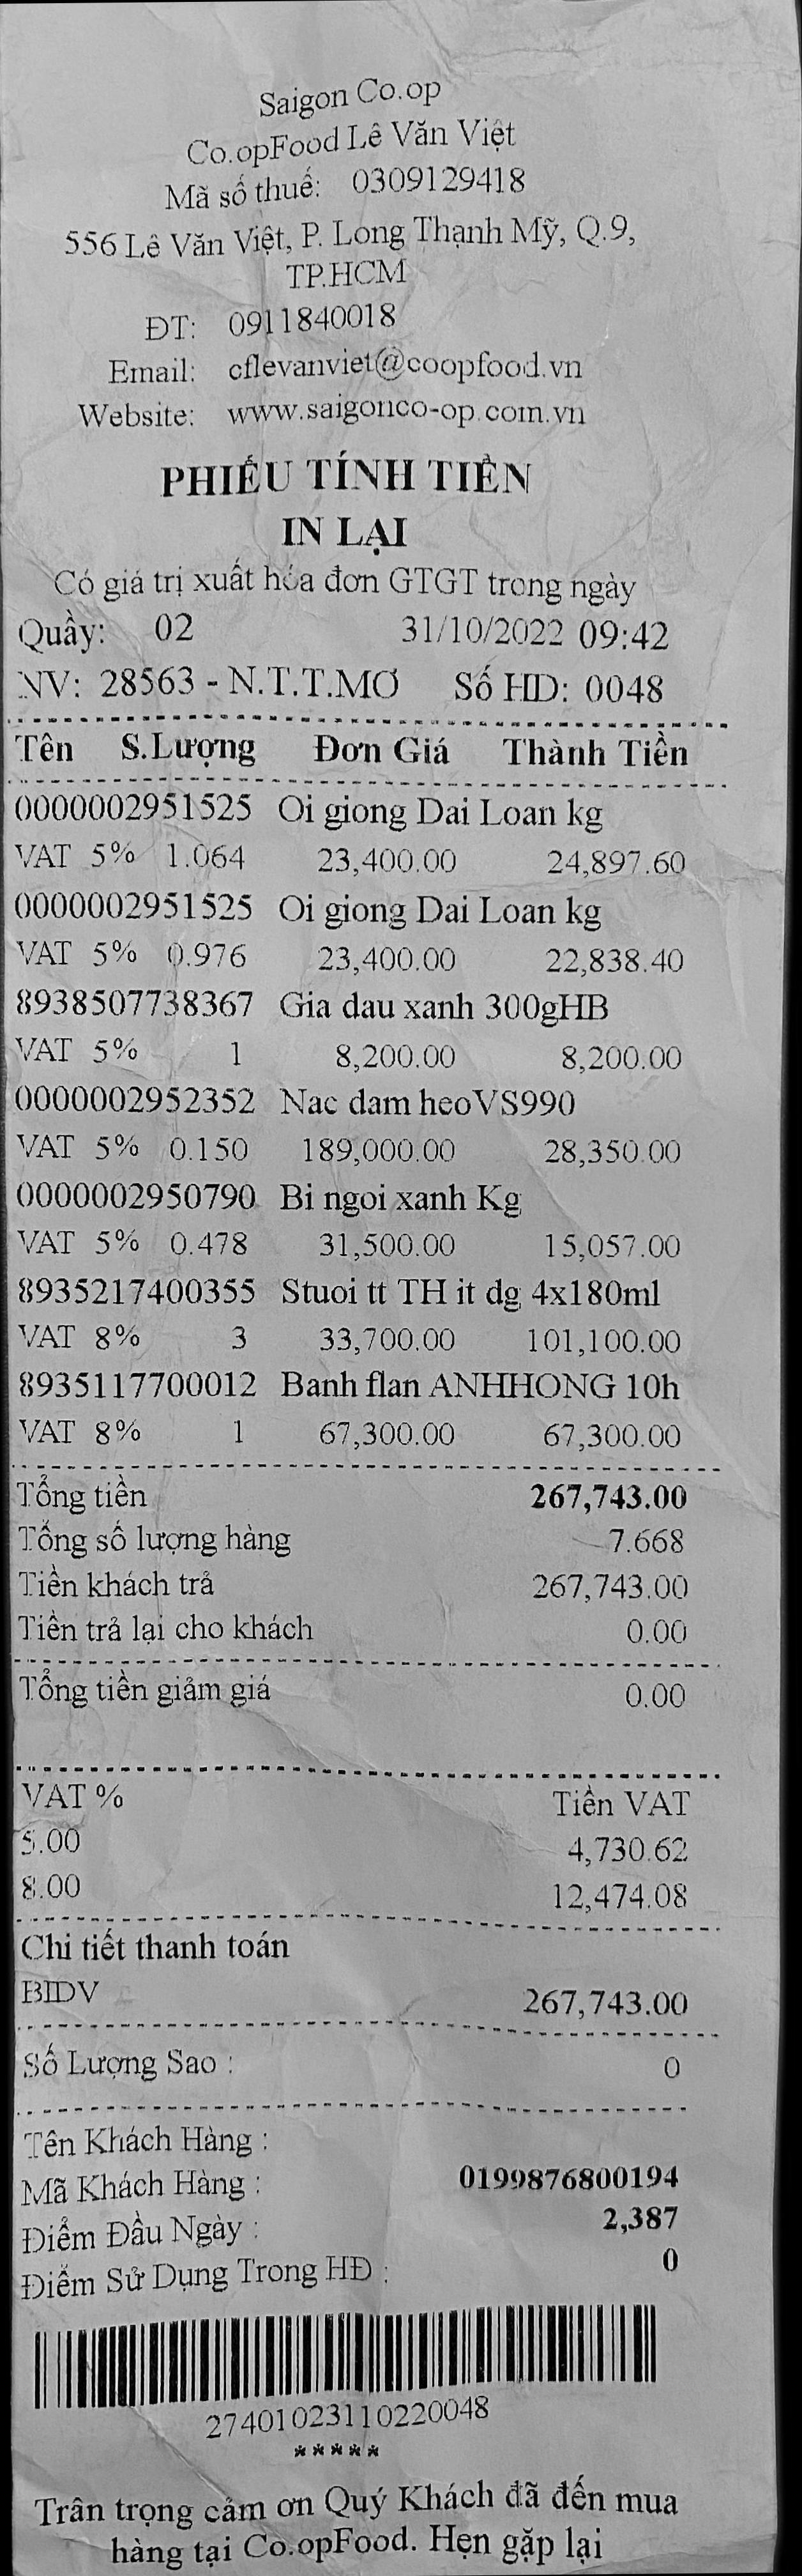 Saigon Co.op
Co.opFood Lê Văn Việt
Mã số thuế: 0309129418
556 Lê Văn Việt, P. Long Thạnh Mỹ, Q.9,
TP.HCM
ĐT: 0911840018
Email: cflevanviet@coopfood.vn
Website: www.saigonco-op.com.vn
PHIẾU TÍNH TIỀN
IN LẠI
Có giá trị xuất hóa đơn GTGT trong ngày
Quầy: 02 31/10/2022 09:42
NV: 28563 - N.T.T.MƠ Số HD: 0048
Tên S.Lượng Đơn Giá Thành Tiền
0000002951525 Oi giong Dai Loan kg
VAT 5% 1.064 23,400.00 24,897.60
0000002951525 Oi giong Dai Loan kg
VAT 5% 0.976 23,400.00 22,838.40
8938507738367 Gia dau xanh 300gHB
VAT 5% 1 8,200.00 8,200.00
0000002952352 Nac dam heoVS990
VAT 5% 0.150 189,000.00 28,350.00
0000002950790 Bi ngoi xanh Kg
VAT 5% 0.478 31,500.00 15,057.00
8935217400355 Stuoi tt TH it dg 4x180ml
VAT 8% 3 33,700.00 101,100.00
8935117700012 Banh flan ANHHONG 10h
VAT 8% 1 67,300.00 67,300.00
Tổng tiền 267,743.00
Tổng số lượng hàng 7.668
Tiền khách trả 267,743.00
Tiền trả lại cho khách 0.00
Tổng tiền giảm giá 0.00
VAT % Tiền VAT
5.00 4,730.62
8.00 12,474.08
Chi tiết thanh toán
BIDV 267,743.00
Số Lượng Sao : 0
Tên Khách Hàng :
Mã Khách Hàng : 0199876800194
Điểm Đầu Ngày : 2,387
Điểm Sử Dụng Trong HĐ : 0
27401023110220048
*****
Trân trọng cảm ơn Quý Khách đã đến mua
hàng tại Co.opFood. Hẹn gặp lại